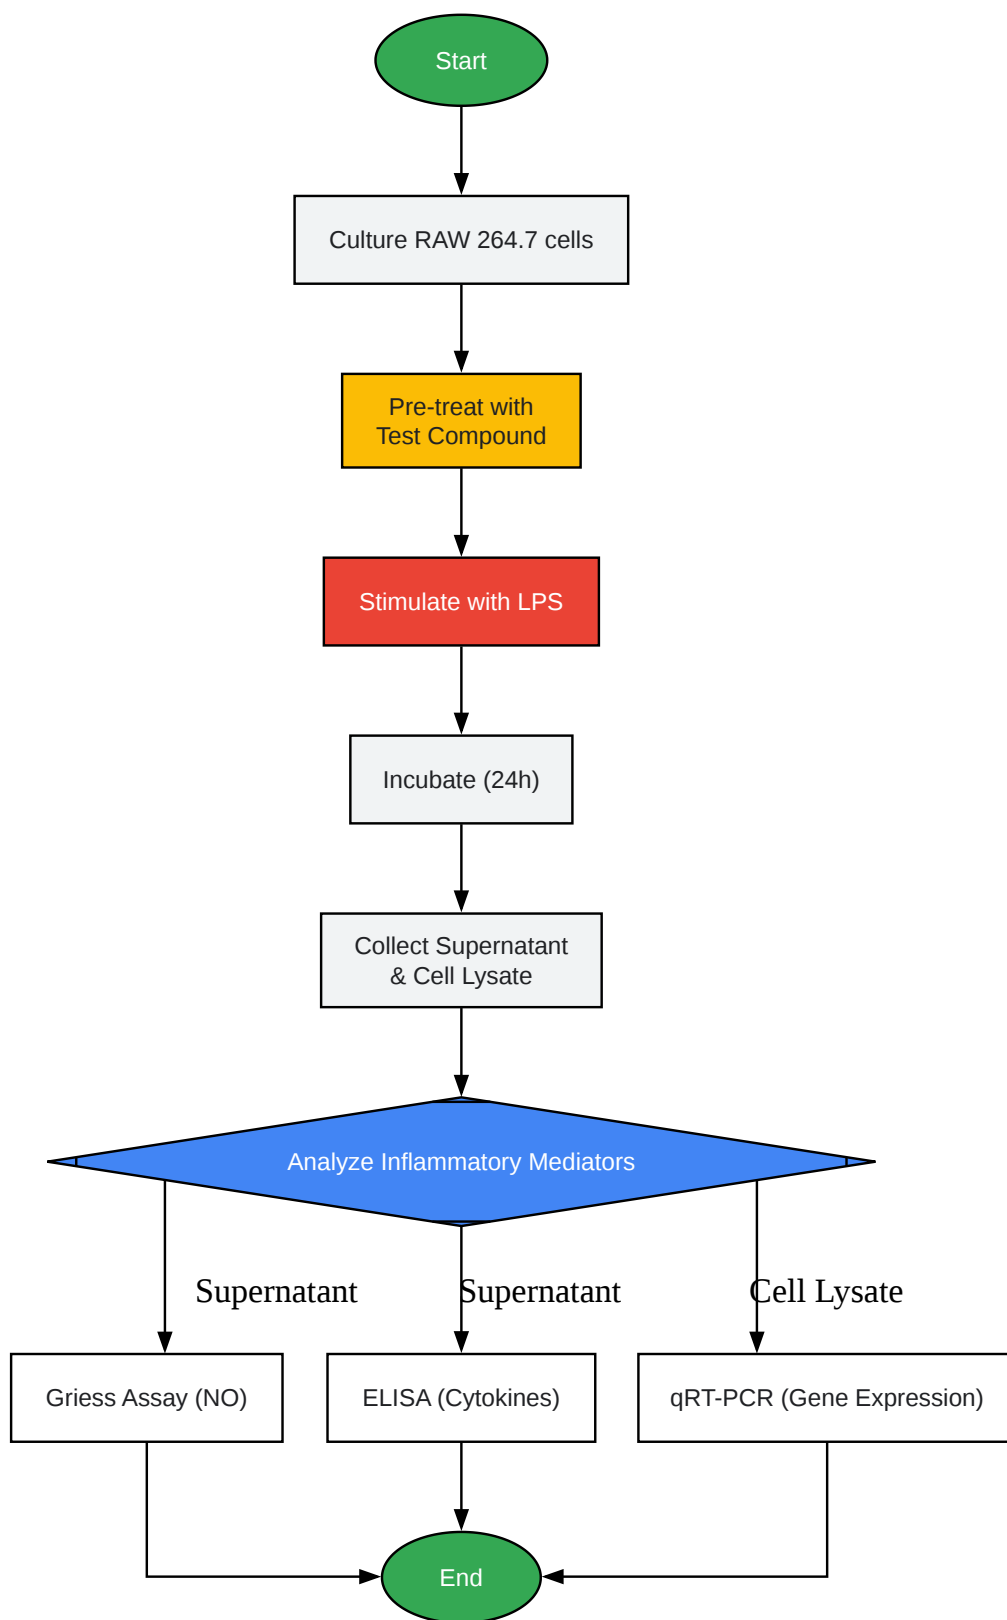 Start
Culture RAW 264.7 cells
Pre-treat with
Test Compound
Stimulate with LPS
Incubate (24h)
Collect Supernatant
& Cell Lysate
Analyze Inflammatory Mediators
Supernatant
Supernatant
Cell Lysate
Griess Assay (NO)
ELISA (Cytokines)
qRT-PCR (Gene Expression)
End